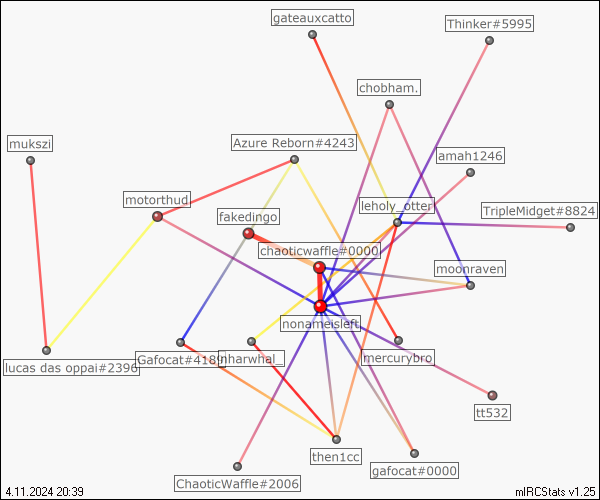 gateauxcatto
Thinker#5995
chobham.
mukszi
Azure Reborn#4243
amah1246
motorthud
leholy_otter
fakedingo
TripleMidget#8824
chaoticwaffle#0000
moonraven
nonameisleft
lucas das oppai#2396
Gafocat#4189
mercurybro
tt532
then1cc
gafocat#0000
ChaoticWaffle#2006
4.11.2024 20:39
mIRCStats v1.25